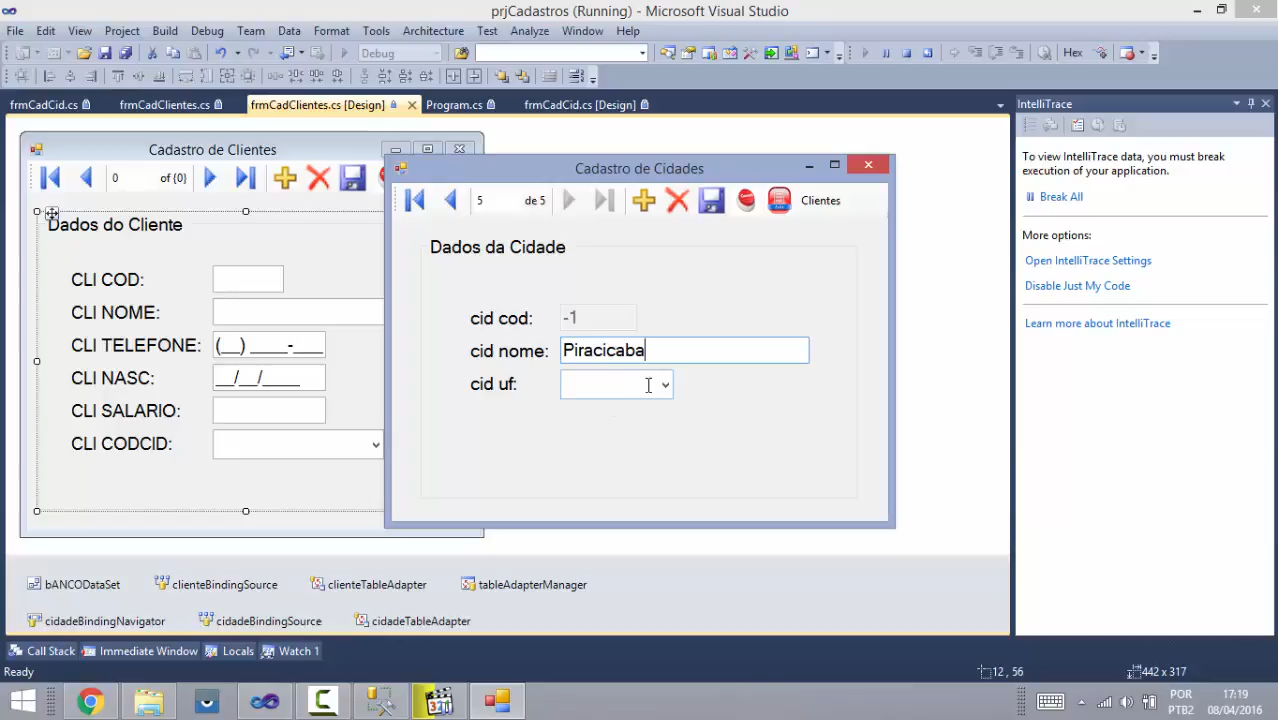 prjCadastros (Running) - Microsoft Visual Studio
File Edit View Project Build Debug Team Data Format Tools Architecture Test Analyze Window Help
Debug
Hex
frmCadCid.cs
frmCadClientes.cs
frmCadClientes.cs [Design]
Program.cs
frmCadCid.cs [Design]
IntelliTrace
To view IntelliTrace data, you must break
execution of your application.
Break All
More options:
Open IntelliTrace Settings
Disable Just My Code
Learn more about IntelliTrace
Cadastro de Clientes
0 of {0}
Dados do Cliente
CLI COD:
CLI NOME:
CLI TELEFONE: (__) ____-___
CLI NASC: __/__/____
CLI SALARIO:
CLI CODCID:
Cadastro de Cidades
5 de 5 Clientes
Dados da Cidade
cid cod: -1
cid nome: Piracicaba
cid uf:
bANCODataSet
clienteBindingSource
clienteTableAdapter
tableAdapterManager
cidadeBindingNavigator
cidadeBindingSource
cidadeTableAdapter
Call Stack Immediate Window Locals Watch 1
Ready
12 , 56
442 x 317
321
POR
PTB2
17:19
08/04/2016